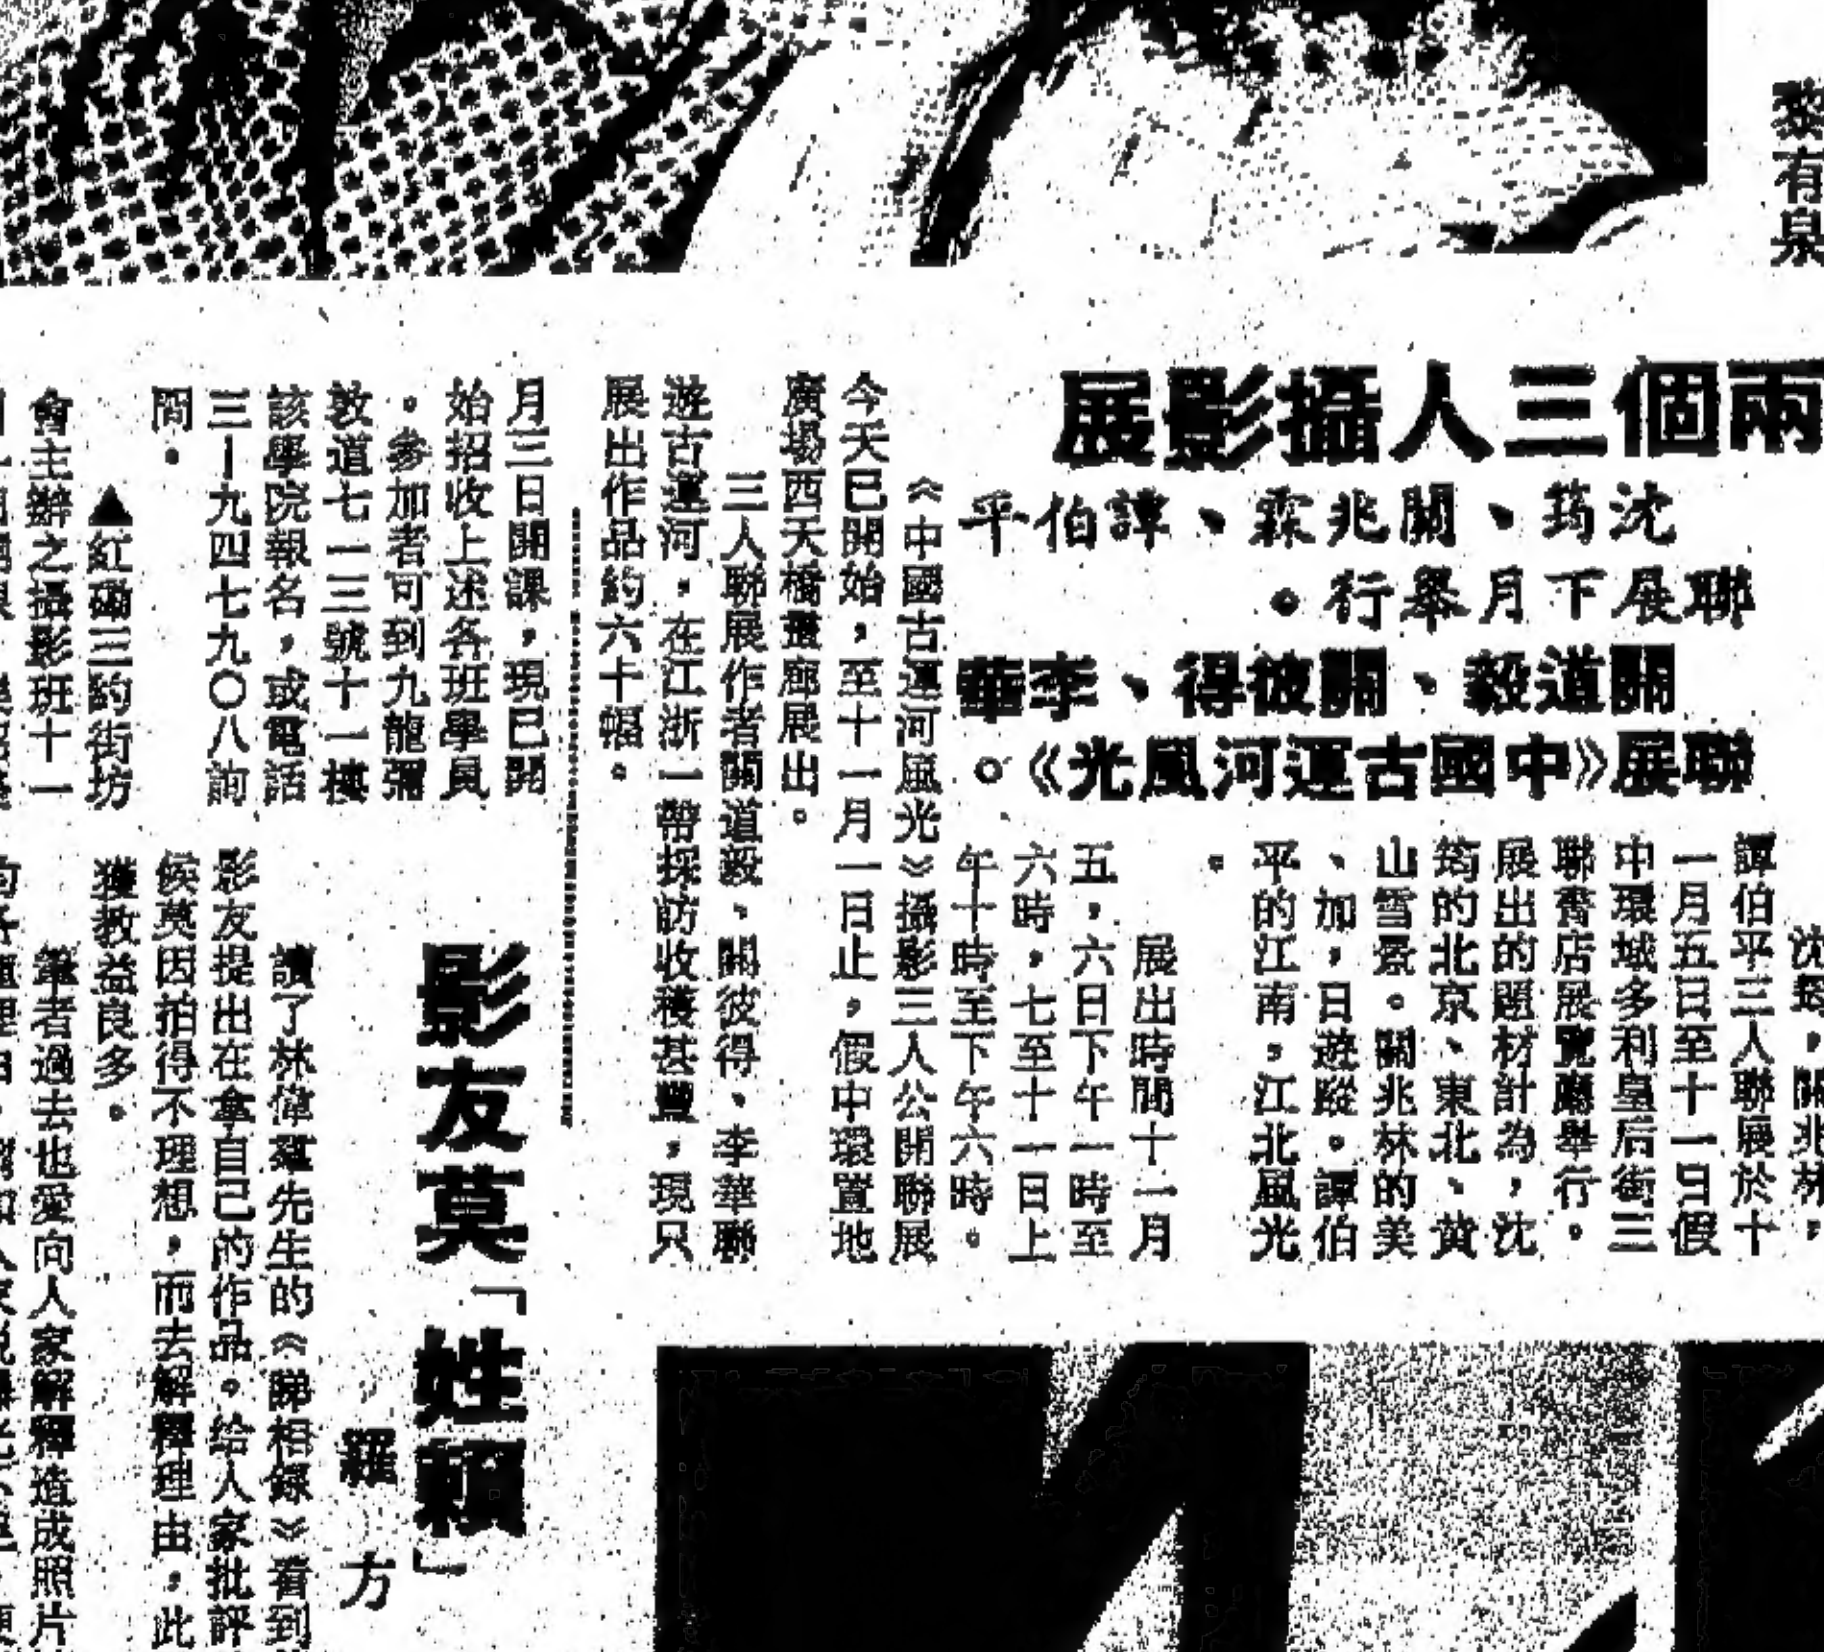 黎有泉
兩個三人攝影展
沈筠、關兆霖、譚伯平
聯展下月舉行。
關道毅、關彼得、李華
聯展《中國古運河風光》。
沈筠,關兆林,
譚伯平三人聯展於十
一月五日至十一日假
中環域多利皇后街三
聯書店展覽廳舉行。
展出的題材計為,沈
筠的北京、東北、黃
山雪景。關兆林的美
、加,日遊蹤。譚伯
平的江南,江北風光
。
展出時間十一月
五,六日下午一時至
六時,七至十一日上
午十時至下午六時。
《中國古運河風光》攝影三人公開聯展
今天已開始,至十一月一日止,假中環置地
廣場西天橋畫廊展出。
三人聯展作者關道毅、關彼得、李華聯
遊古運河,在江浙一帶採訪收穫甚豐,現只
展出作品約六十幅。
月三日開課,現已開
始招收上述各班學員
。參加者可到九龍彌
敦道七一三號十一樓
該學院報名,或電話
三—九四七九〇八詢
問。
▲紅磡三約街坊
會主辦之攝影班十一
影友莫「姓賴」
羅方
讀了林偉羣先生的《睇相錄》看到
影友提出在拿自己的作品。給人家批評
候莫因拍得不理想,而去解釋理由,此
獲教益良多。
筆者過去也愛向人家解釋造成照片